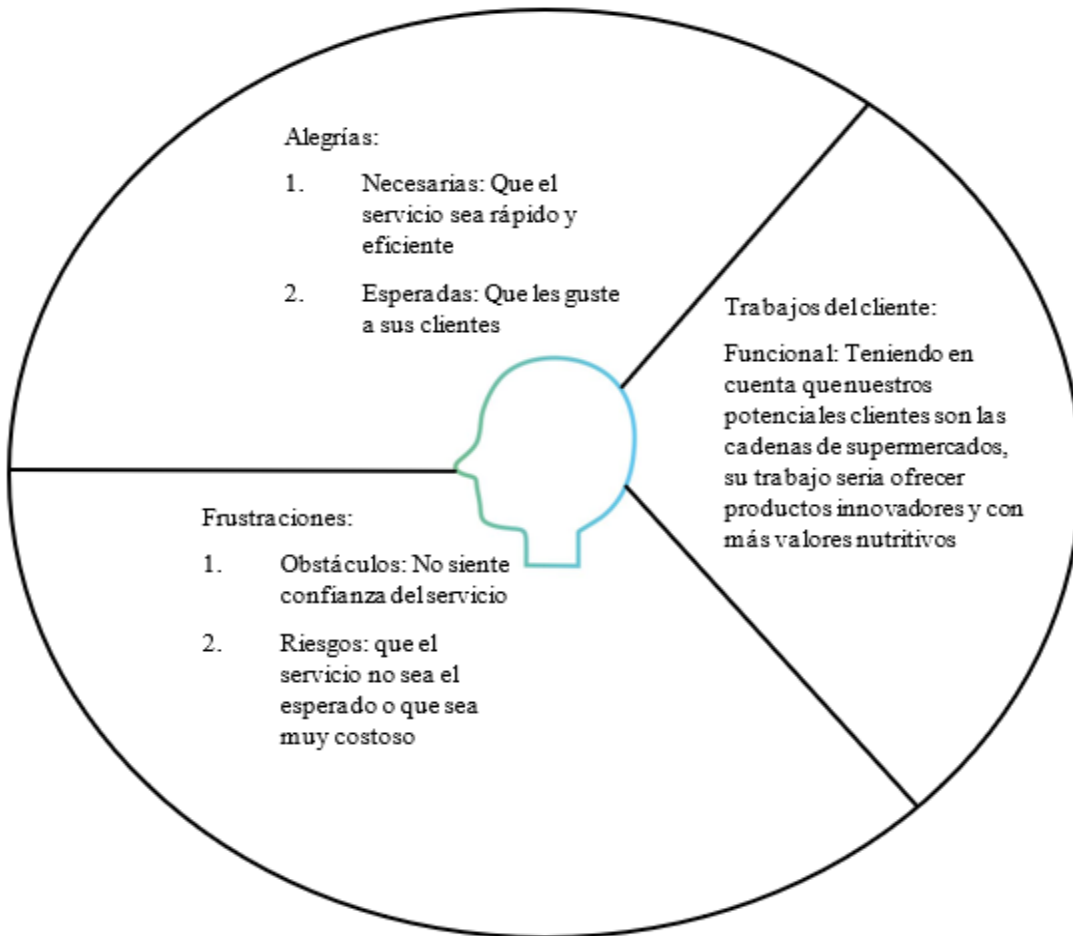 Alegrías:
1. Necesarias: Que el
servicio sea rápido y
eficiente
2. Esperadas: Que les guste
a sus clientes
Trabajos del cliente:
Funcional: Teniendo en
cuenta que nuestros
potenciales clientes son las
cadenas de supermercados,
su trabajo seria ofrecer
productos innovadores y con
más valores nutritivos
Frustraciones:
1. Obstáculos: No siente
confianza del servicio
2. Riesgos: que el
servicio no sea el
esperado o que sea
muy costoso